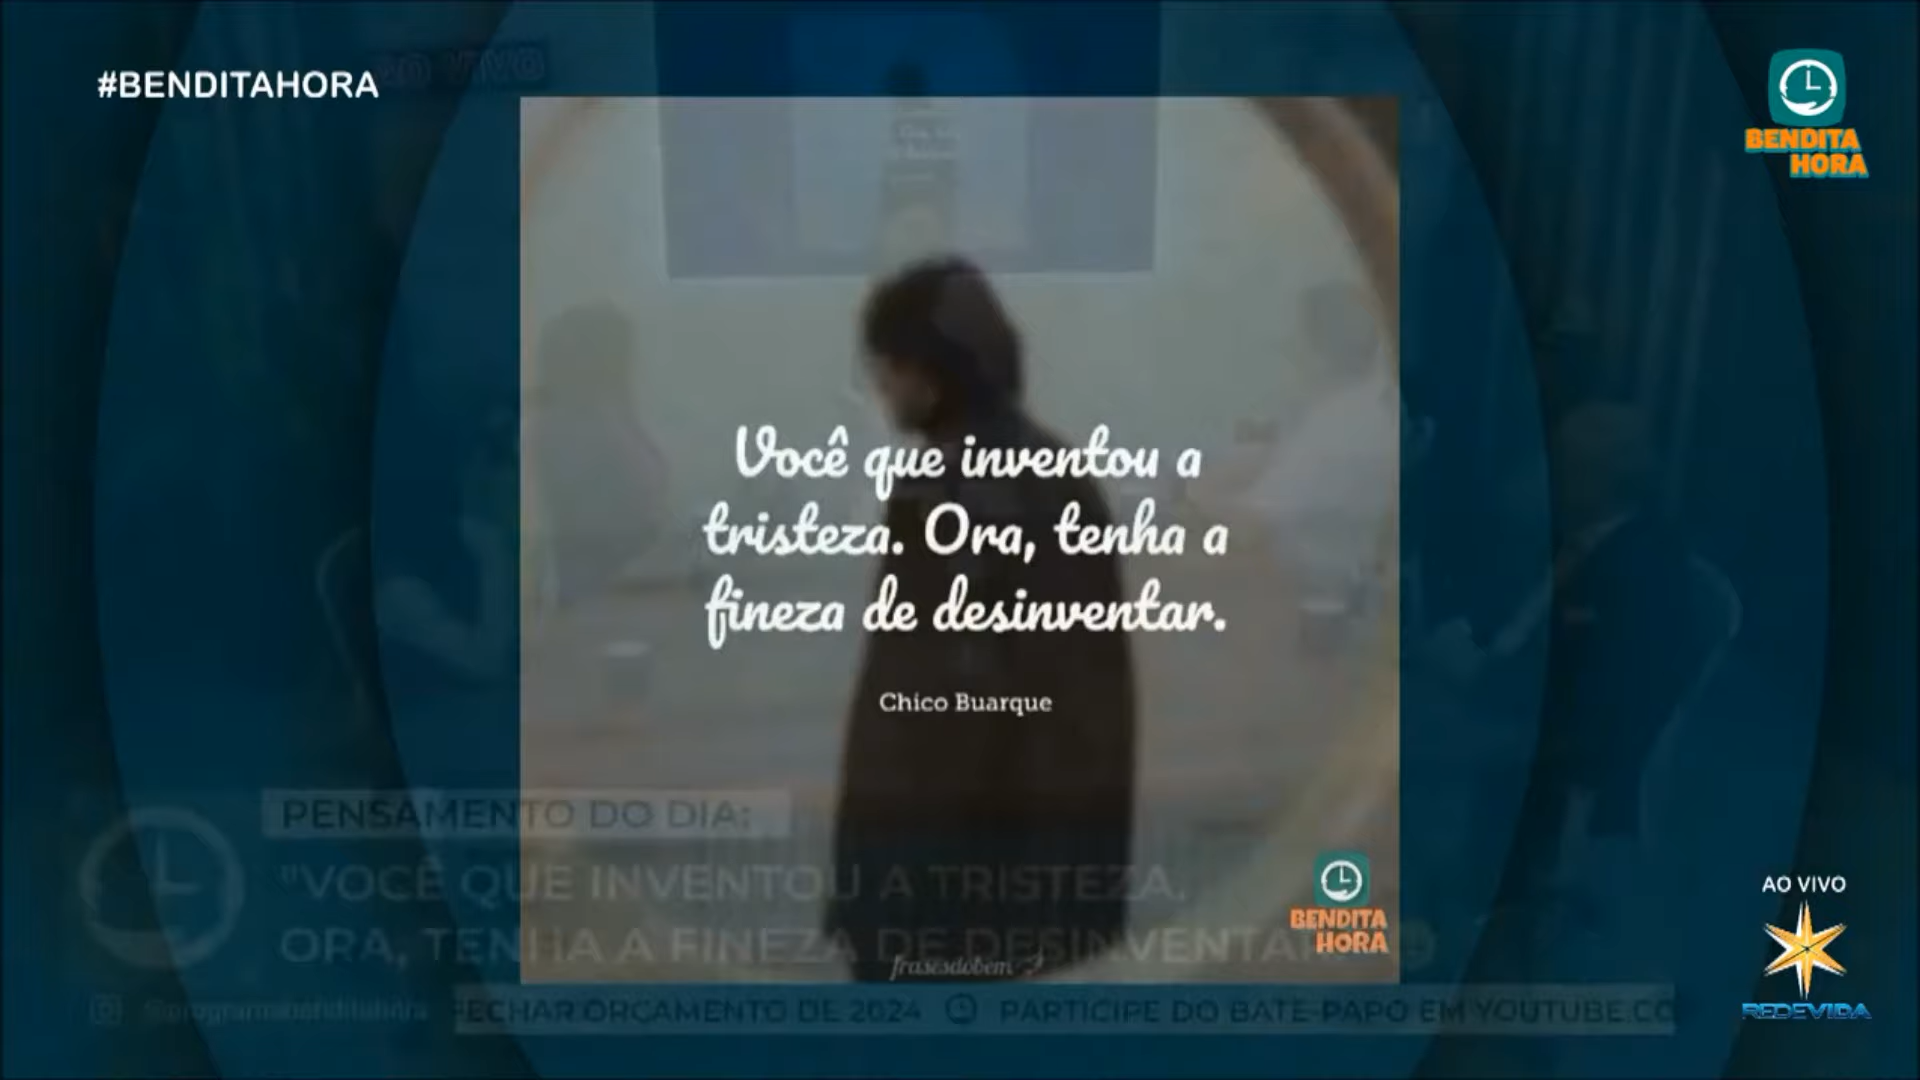 #BENDITAHORA
BENDITA
HORA
Você que inventou a
tristeza. Ora, tenha a
fineza de desinventar.
Chico Buarque
PENSAMENTO DO DIA:
"VOCÊ QUE INVENTOU A TRISTEZA.
ORA, TENHA A FINEZA DE DESINVENTAR
BENDITA
HORA
frasesdobem
@programabenditahora
FECHAR ORÇAMENTO DE 2024 PARTICIPE DO BATE-PAPO EM YOUTUBE.CO
AO VIVO
REDEVIDA